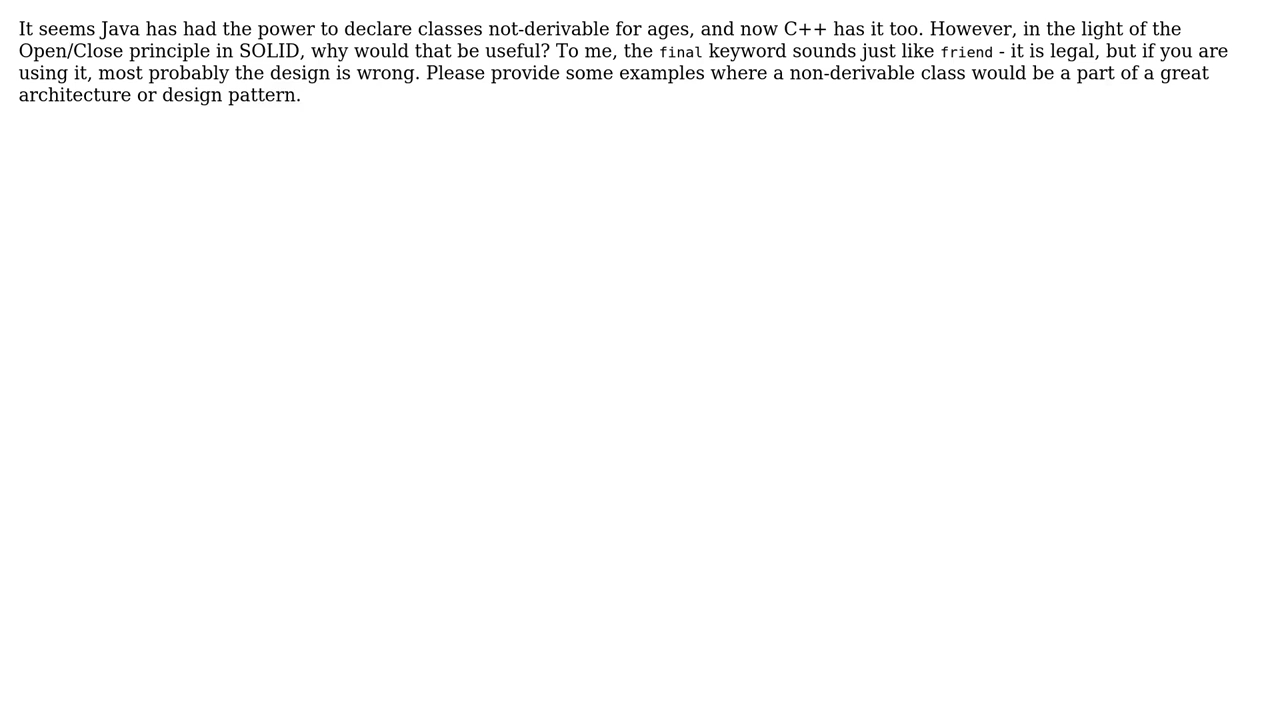 It seems Java has had the power to declare classes not-derivable for ages, and now C++ has it too. However, in the light of the
Open/Close principle in SOLID, why would that be useful? To me, the final keyword sounds just like friend - it is legal, but if you are
using it, most probably the design is wrong. Please provide some examples where a non-derivable class would be a part of a great
architecture or design pattern.